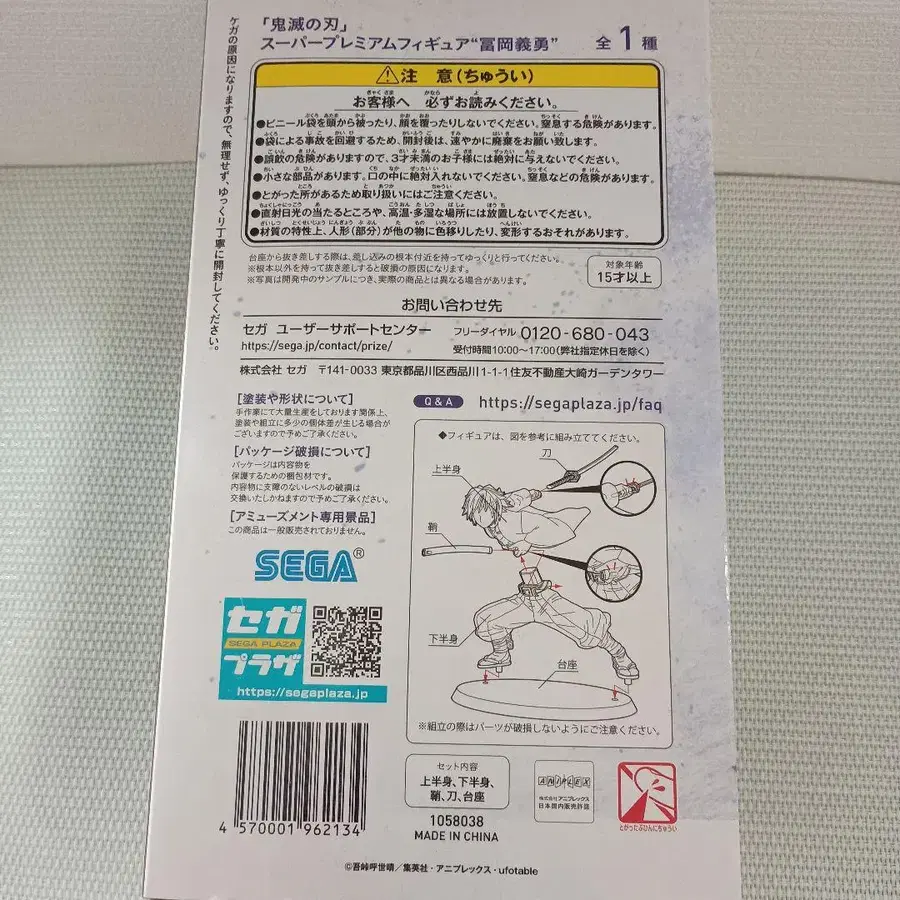 「鬼滅の刃」
スーパープレミアムフィギュア“冨岡義勇”
全1種
ケガの原因になりますので、無理せず、ゆっくり丁寧に開封してください。
⚠注 意(ちゅうい)
お客様へ 必ずお読みください。
●ビニール袋を頭から被ったり、顔を覆ったりしないでください。窒息する危険があります。
●袋による事故を回避するため、開封後は、速やかに廃棄をお願い致します。
●誤飲の危険がありますので、3才未満のお子様には絶対に与えないでください。
●小さな部品があります。口の中に絶対入れないでください。窒息などの危険があります。
●とがった所があるため取り扱いにはご注意ください。
●直射日光の当たるところや、高温・多湿な場所には放置しないでください。
●材質の特性上、人形(部分)が他の物に色移りしたり、変形するおそれがあります。
台座から抜き差しする際は、差し込みの根本付近を持ってゆっくりと行ってください。
※根本以外を持って抜き差しすると破損の原因になります。
※写真は開発中のサンプルにつき、実際の商品とは異なる場合があります。
対象年齢
15才以上
お問い合わせ先
セガ ユーザーサポートセンター
フリーダイヤル 0120-680-043
https://sega.jp/contact/prize/
受付時間10:00〜17:00(弊社指定休日を除く)
株式会社 セガ 〒141-0033 東京都品川区西品川1-1-1住友不動産大崎ガーデンタワー
[塗装や形状について]
手作業にて大量生産をしております関係上、
塗装や組立に多少の個体差が生じる場合が
ございますので予めご了承ください。
[パッケージ破損について]
パッケージは内容物を
保護するための梱包材です。
内容物に支障のないレベルの破損は
交換いたしかねますので予めご了承ください。
[アミューズメント専用景品]
この商品は一般販売されておりません。
SEGA®
セガ
SEGA PLAZA
プラザ
https://segaplaza.jp
Q&A https://segaplaza.jp/faq
◆フィギュアは、図を参考に組み立ててください。
刀
上半身
鞘
下半身
台座
※組立の際はパーツが破損しないようにご注意ください。
4 570001 962134
セット内容
上半身、下半身、
鞘、刀、台座
1058038
MADE IN CHINA
ANIPLEX
株式会社アニプレックス
日本国内販売許諾
とがったぶひんにちゅうい
©吾峠呼世晴／集英社・アニプレックス・ufotable